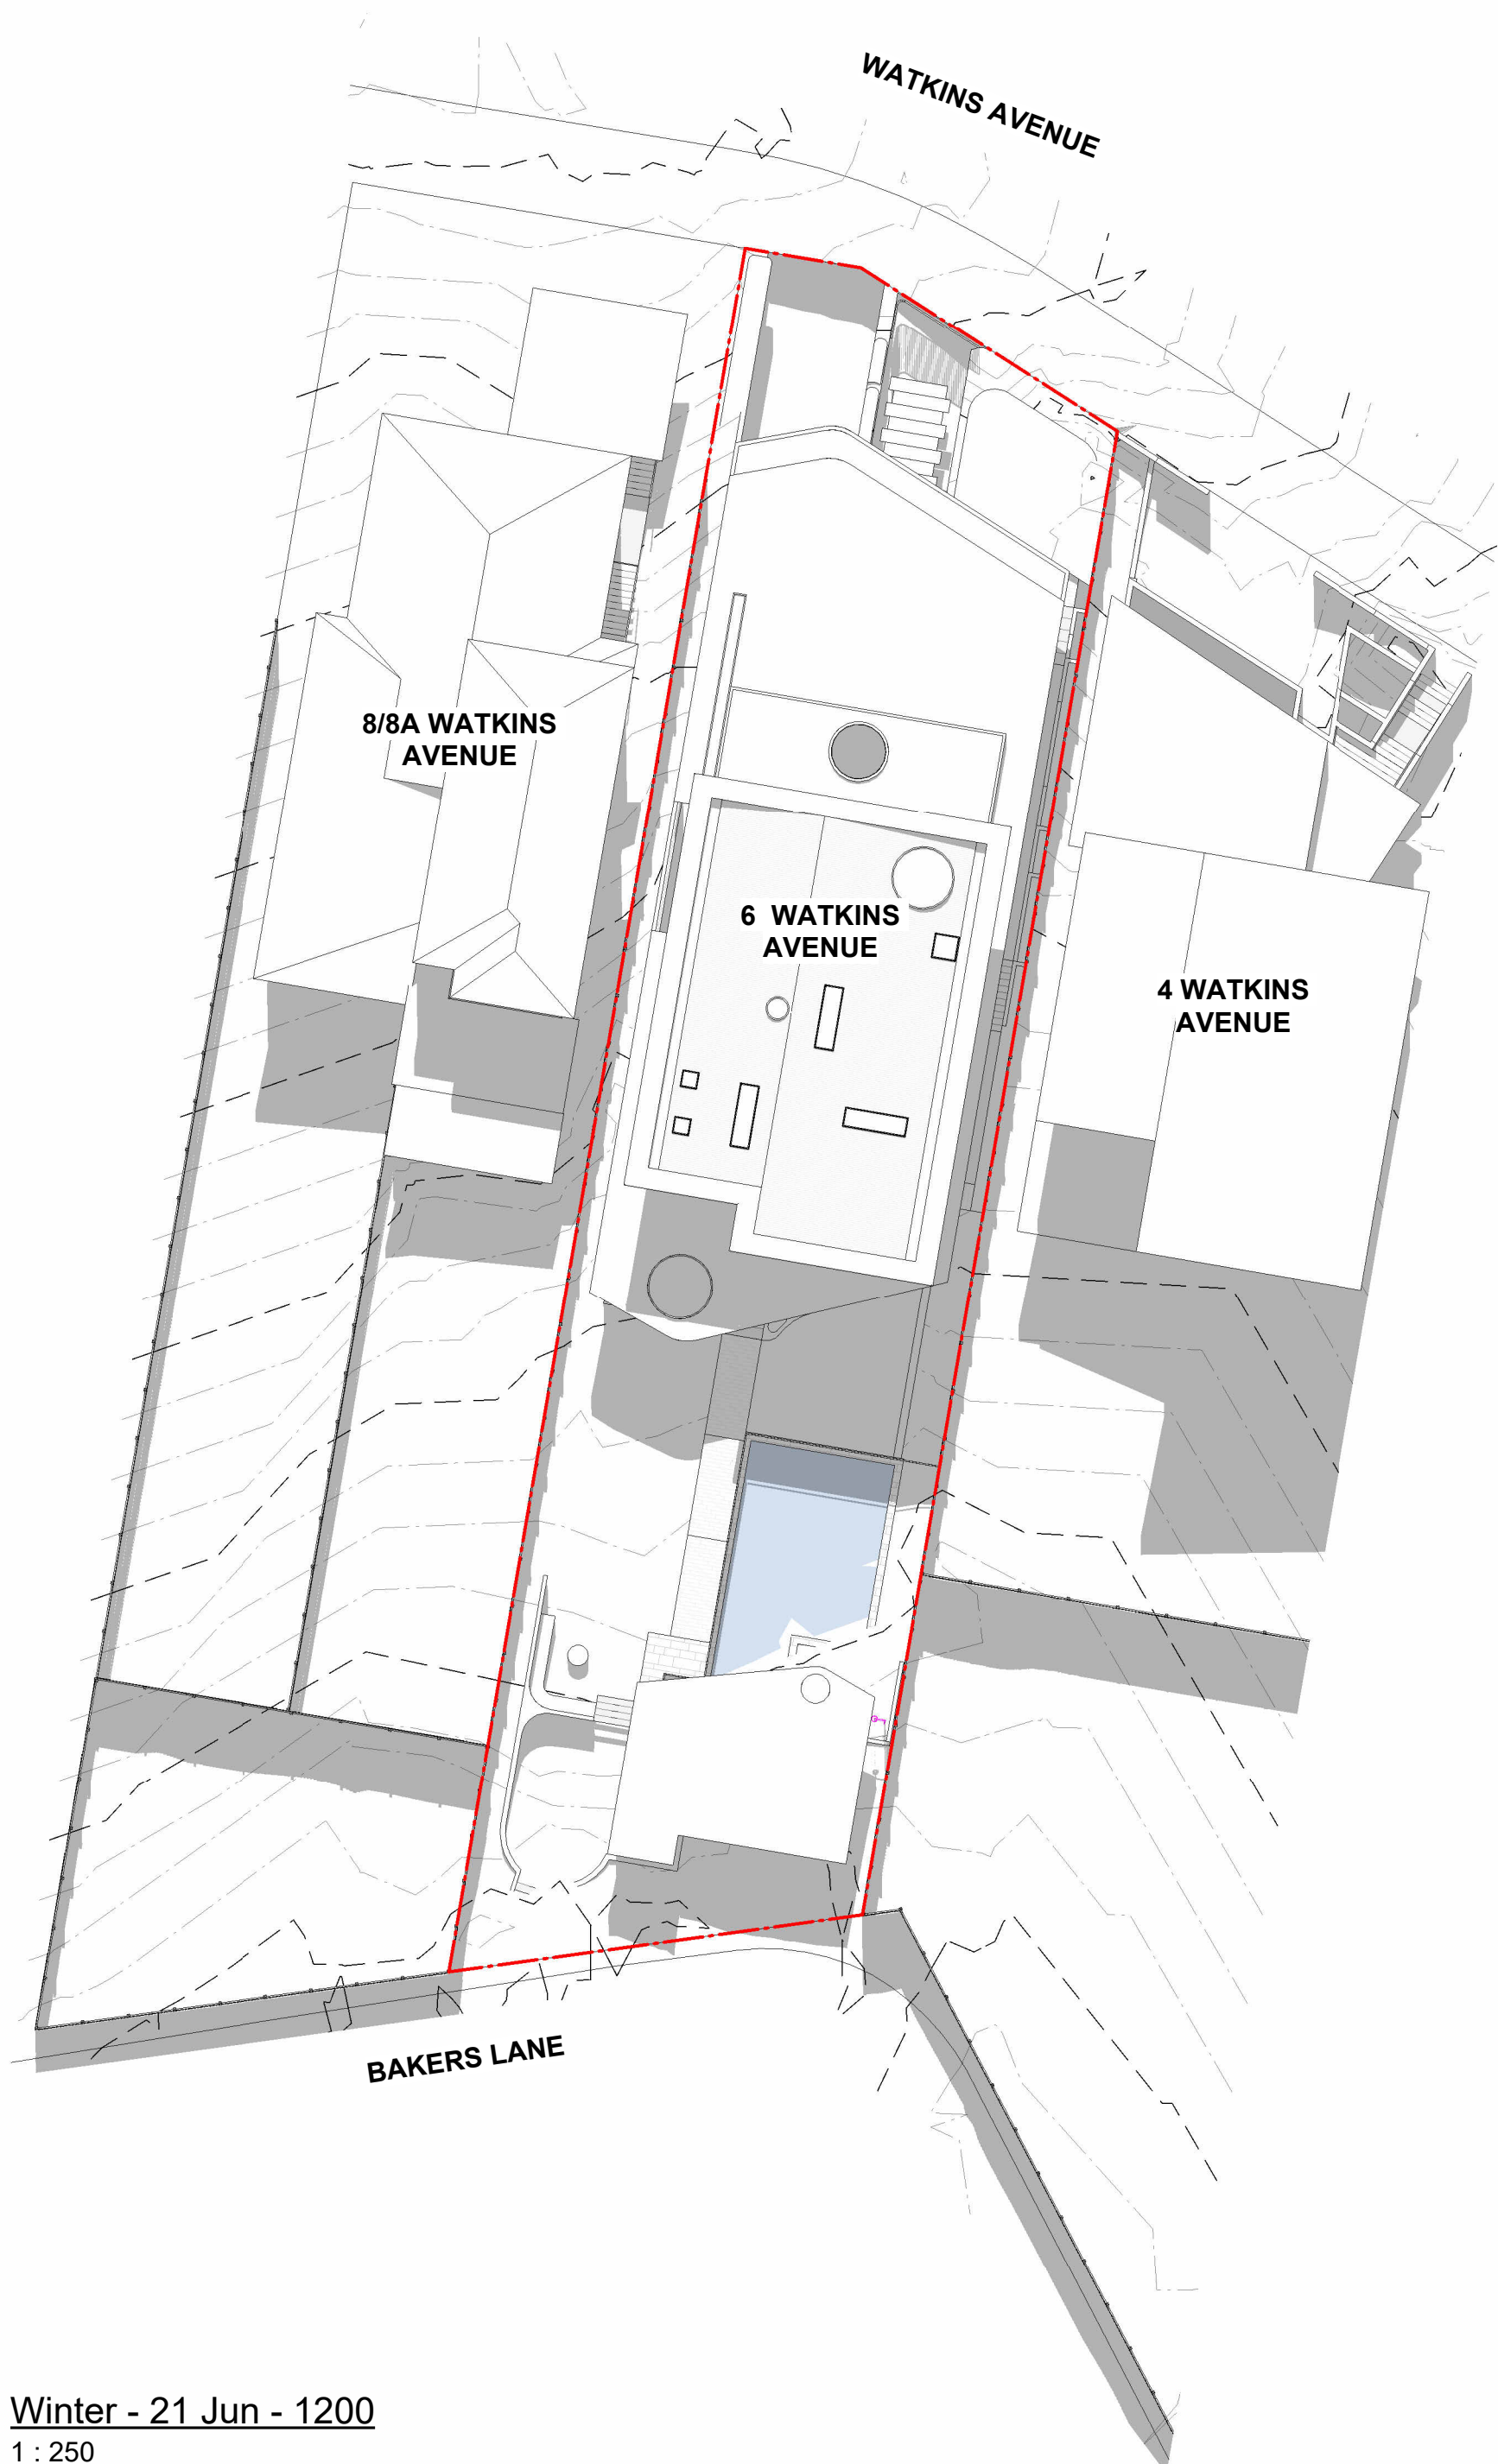 WATKINS AVENUE
8/8A WATKINS
AVENUE
6 WATKINS
AVENUE
4 WATKINS
AVENUE
BAKERS LANE
Winter - 21 Jun - 1200
1 : 250